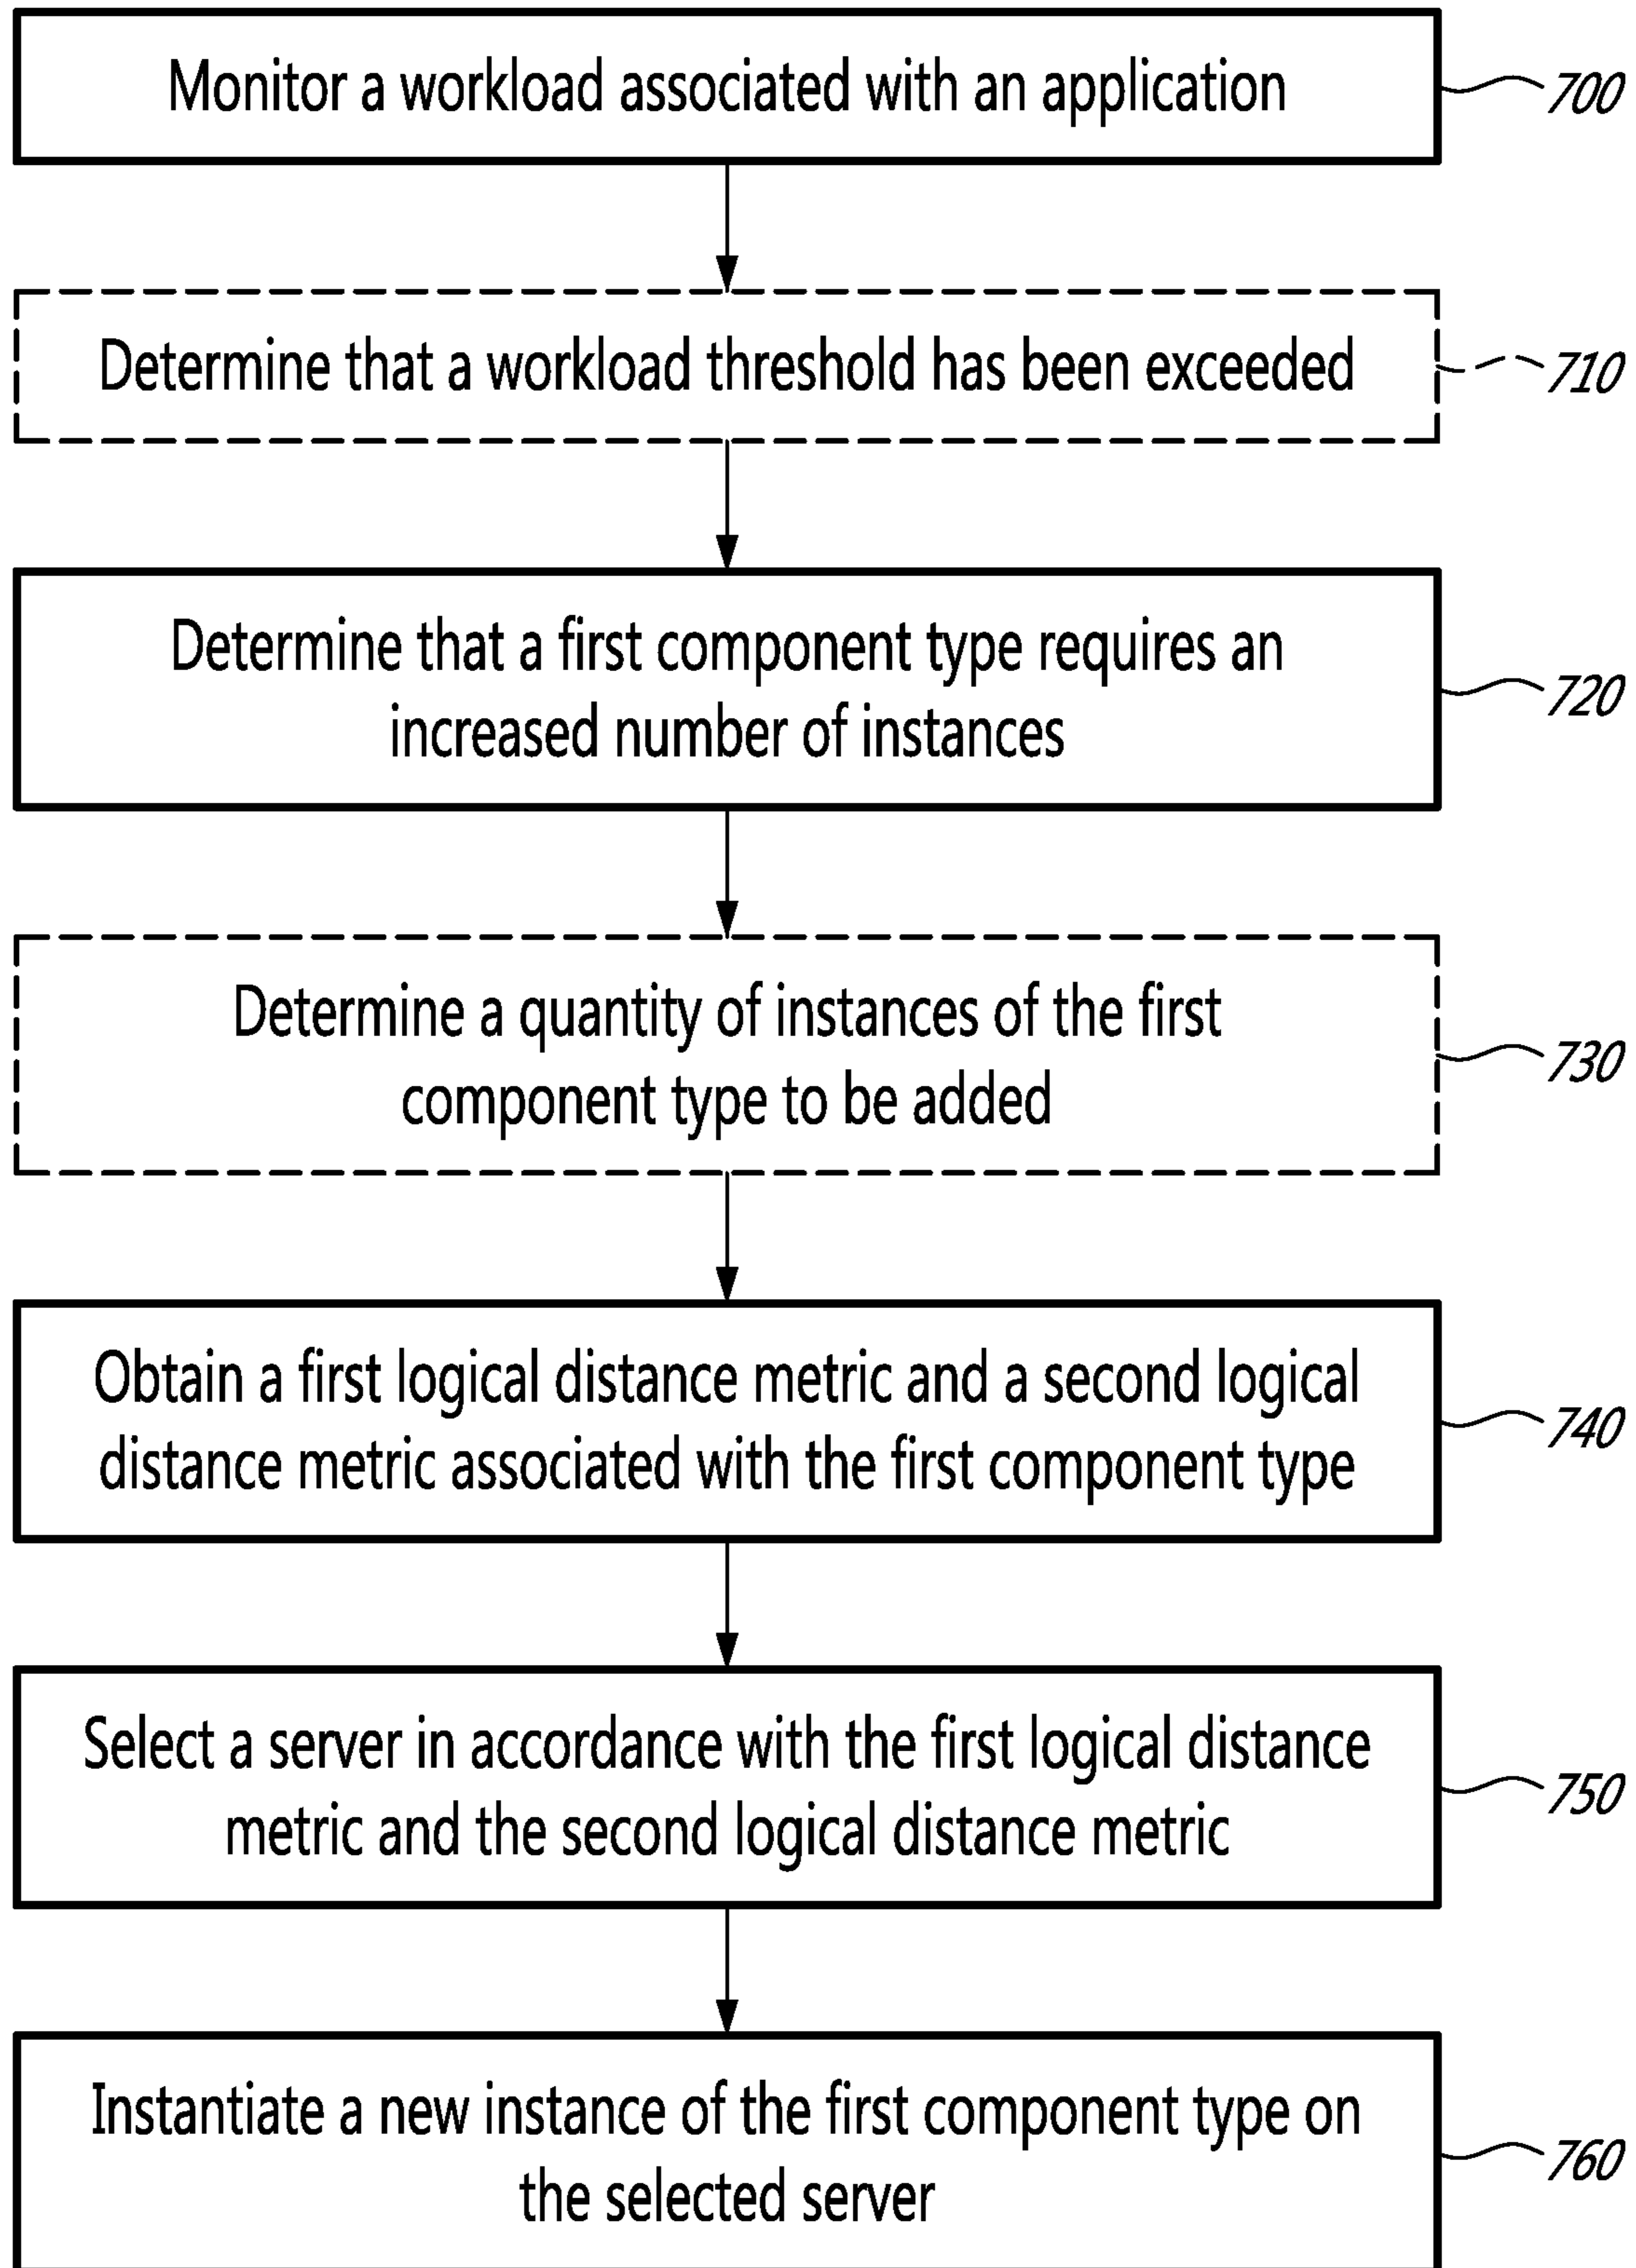 Monitor a workload associated with an application
700
Determine that a workload threshold has been exceeded
710
Determine that a first component type requires an
increased number of instances
720
Determine a quantity of instances of the first
component type to be added
730
Obtain a first logical distance metric and a second logical
distance metric associated with the first component type
740
Select a server in accordance with the first logical distance
metric and the second logical distance metric
750
Instantiate a new instance of the first component type on
the selected server
760